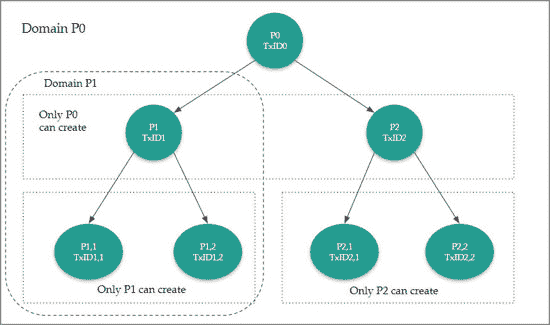 Domain P0
P0
TxID0
Domain P1
Only P0
can create
P1
TxID1
P2
TxID2
P1,1
TxID1,1
P1,2
TxID1,2
P2,1
TxID2,1
P2,2
TxID2,2
Only P1 can create
Only P2 can create